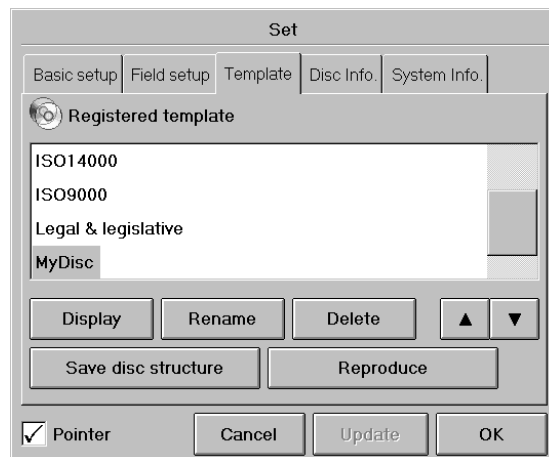 Set
Basic setup Field setup Template Disc Info. System Info.
Registered template
ISO14000
ISO9000
Legal & legislative
MyDisc
Display Rename Delete ▲ ▼
Save disc structure Reproduce
Pointer Cancel Update OK